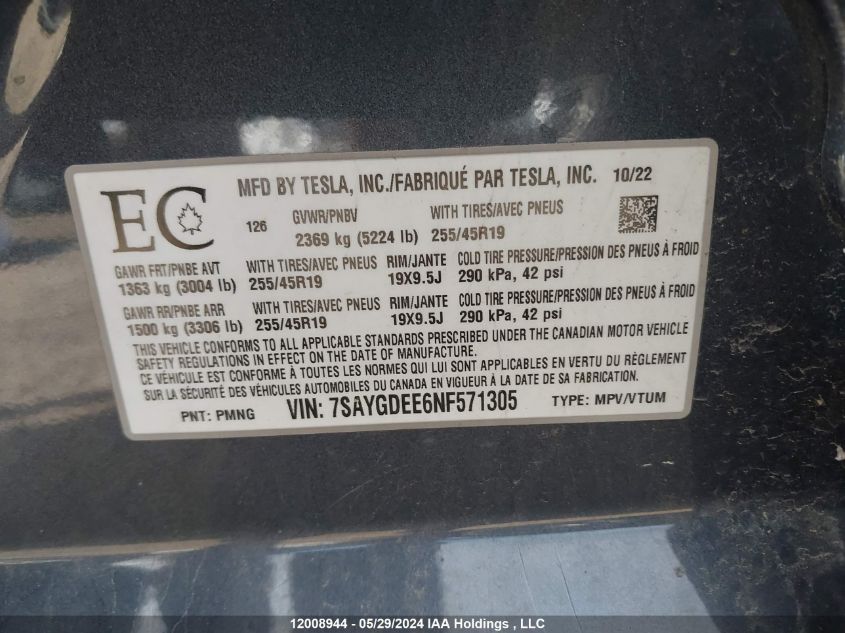 EC
MFD BY TESLA, INC./FABRIQUÉ PAR TESLA, INC. 10/22
126 GVWR/PNBV WITH TIRES/AVEC PNEUS
2369 kg (5224 lb) 255/45R19
GAWR FRT/PNBE AVT WITH TIRES/AVEC PNEUS RIM/JANTE COLD TIRE PRESSURE/PRESSION DES PNEUS À FROID
1363 kg (3004 lb) 255/45R19 19X9.5J 290 kPa, 42 psi
GAWR RR/PNBE ARR WITH TIRES/AVEC PNEUS RIM/JANTE COLD TIRE PRESSURE/PRESSION DES PNEUS À FROID
1500 kg (3306 lb) 255/45R19 19X9.5J 290 kPa, 42 psi
THIS VEHICLE CONFORMS TO ALL APPLICABLE STANDARDS PRESCRIBED UNDER THE CANADIAN MOTOR VEHICLE
SAFETY REGULATIONS IN EFFECT ON THE DATE OF MANUFACTURE.
CE VÉHICULE EST CONFORME À TOUTES LES NORMES QUI LUI SONT APPLICABLES EN VERTU DU RÈGLEMENT
SUR LA SÉCURITÉ DES VÉHICULES AUTOMOBILES DU CANADA EN VIGUEUR À LA DATE DE SA FABRICATION.
PNT: PMNG VIN: 7SAYGDEE6NF571305 TYPE: MPV/VTUM
12008944 - 05/29/2024 IAA Holdings , LLC